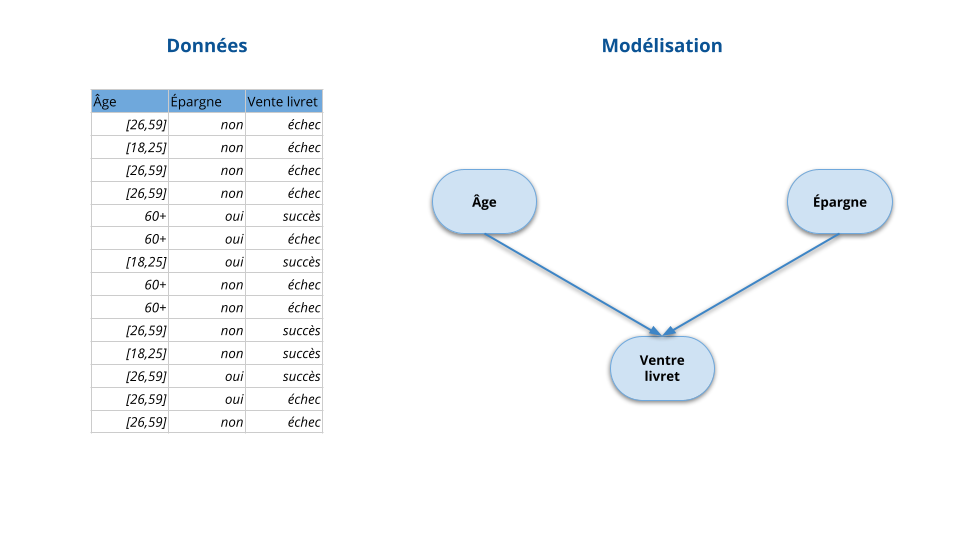 Données
Modélisation
Âge Épargne Vente livret
[26,59] non échec
[18,25] non échec
[26,59] non échec
[26,59] non échec
60+ oui succès
60+ oui échec
[18,25] oui succès
60+ non échec
60+ non échec
[26,59] non succès
[18,25] non succès
[26,59] oui succès
[26,59] oui échec
[26,59] non échec
Âge
Épargne
Ventre
livret